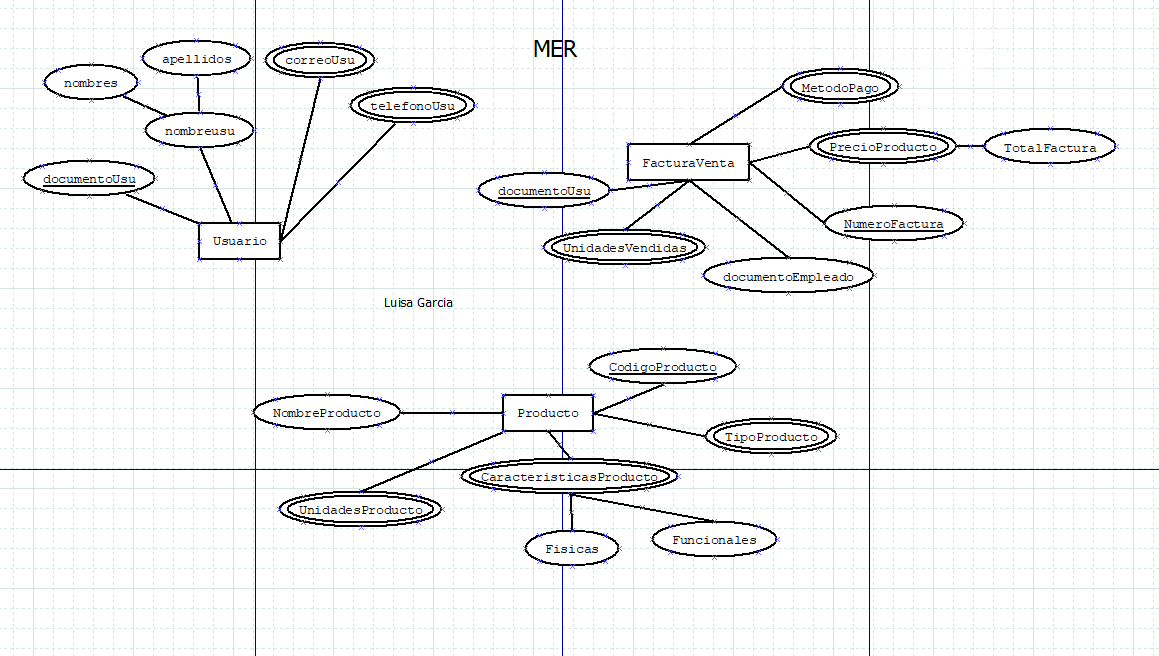 MER
apellidos
correoUsu
nombres
telefonoUsu
nombreusu
documentoUsu
Usuario
MetodoPago
PrecioProducto
TotalFactura
FacturaVenta
documentoUsu
NumeroFactura
UnidadesVendidas
documentoEmpleado
Luisa Garcia
CodigoProducto
NombreProducto
Producto
TipoProducto
CaracteristicasProducto
UnidadesProducto
Fisicas
Funcionales